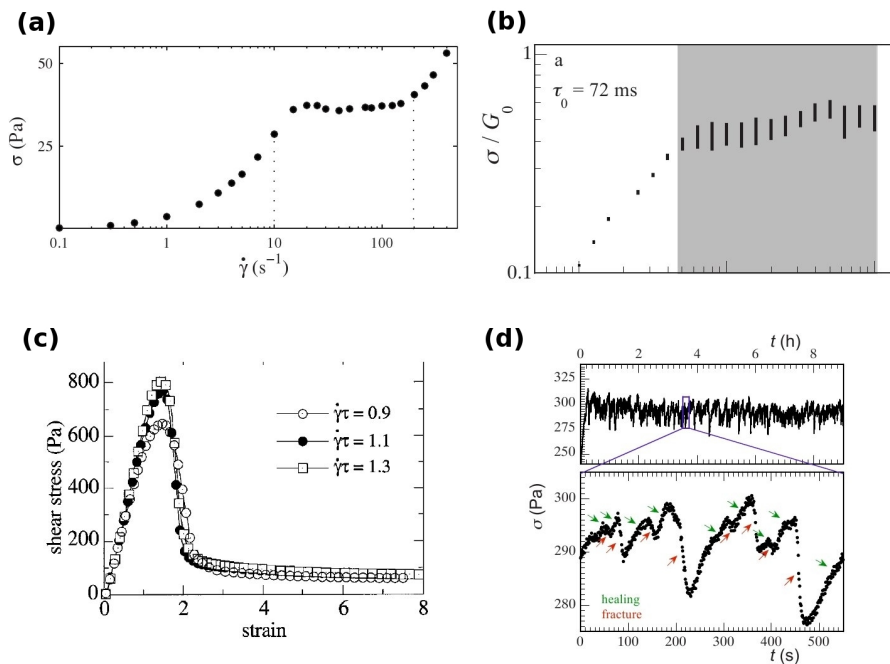 (a)
50
25
σ (Pa)
0.1
1
10
100
γ̇ (s⁻¹)
(b)
1
a
τ₀ = 72 ms
σ / G₀
0.1
(c)
800
600
400
200
0
shear stress (Pa)
γ̇τ = 0.9
γ̇τ = 1.1
γ̇τ = 1.3
0 2 4 6 8
strain
(d)
t (h)
0 2 4 6 8
325
300
275
250
σ (Pa)
300
290
280
healing
fracture
0 100 200 300 400 500
t (s)